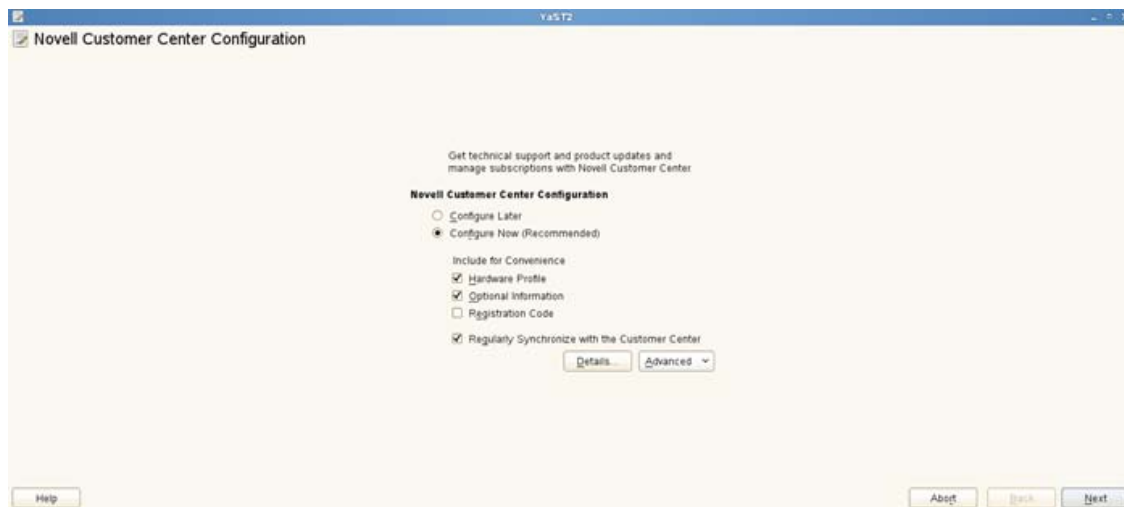 YaST2
Novell Customer Center Configuration
Get technical support and product updates and
manage subscriptions with Novell Customer Center
Novell Customer Center Configuration
Configure Later
Configure Now (Recommended)
Include for Convenience
Hardware Profile
Optional Information
Registration Code
Regularly Synchronize with the Customer Center
Details... Advanced
Help Abort Back Next